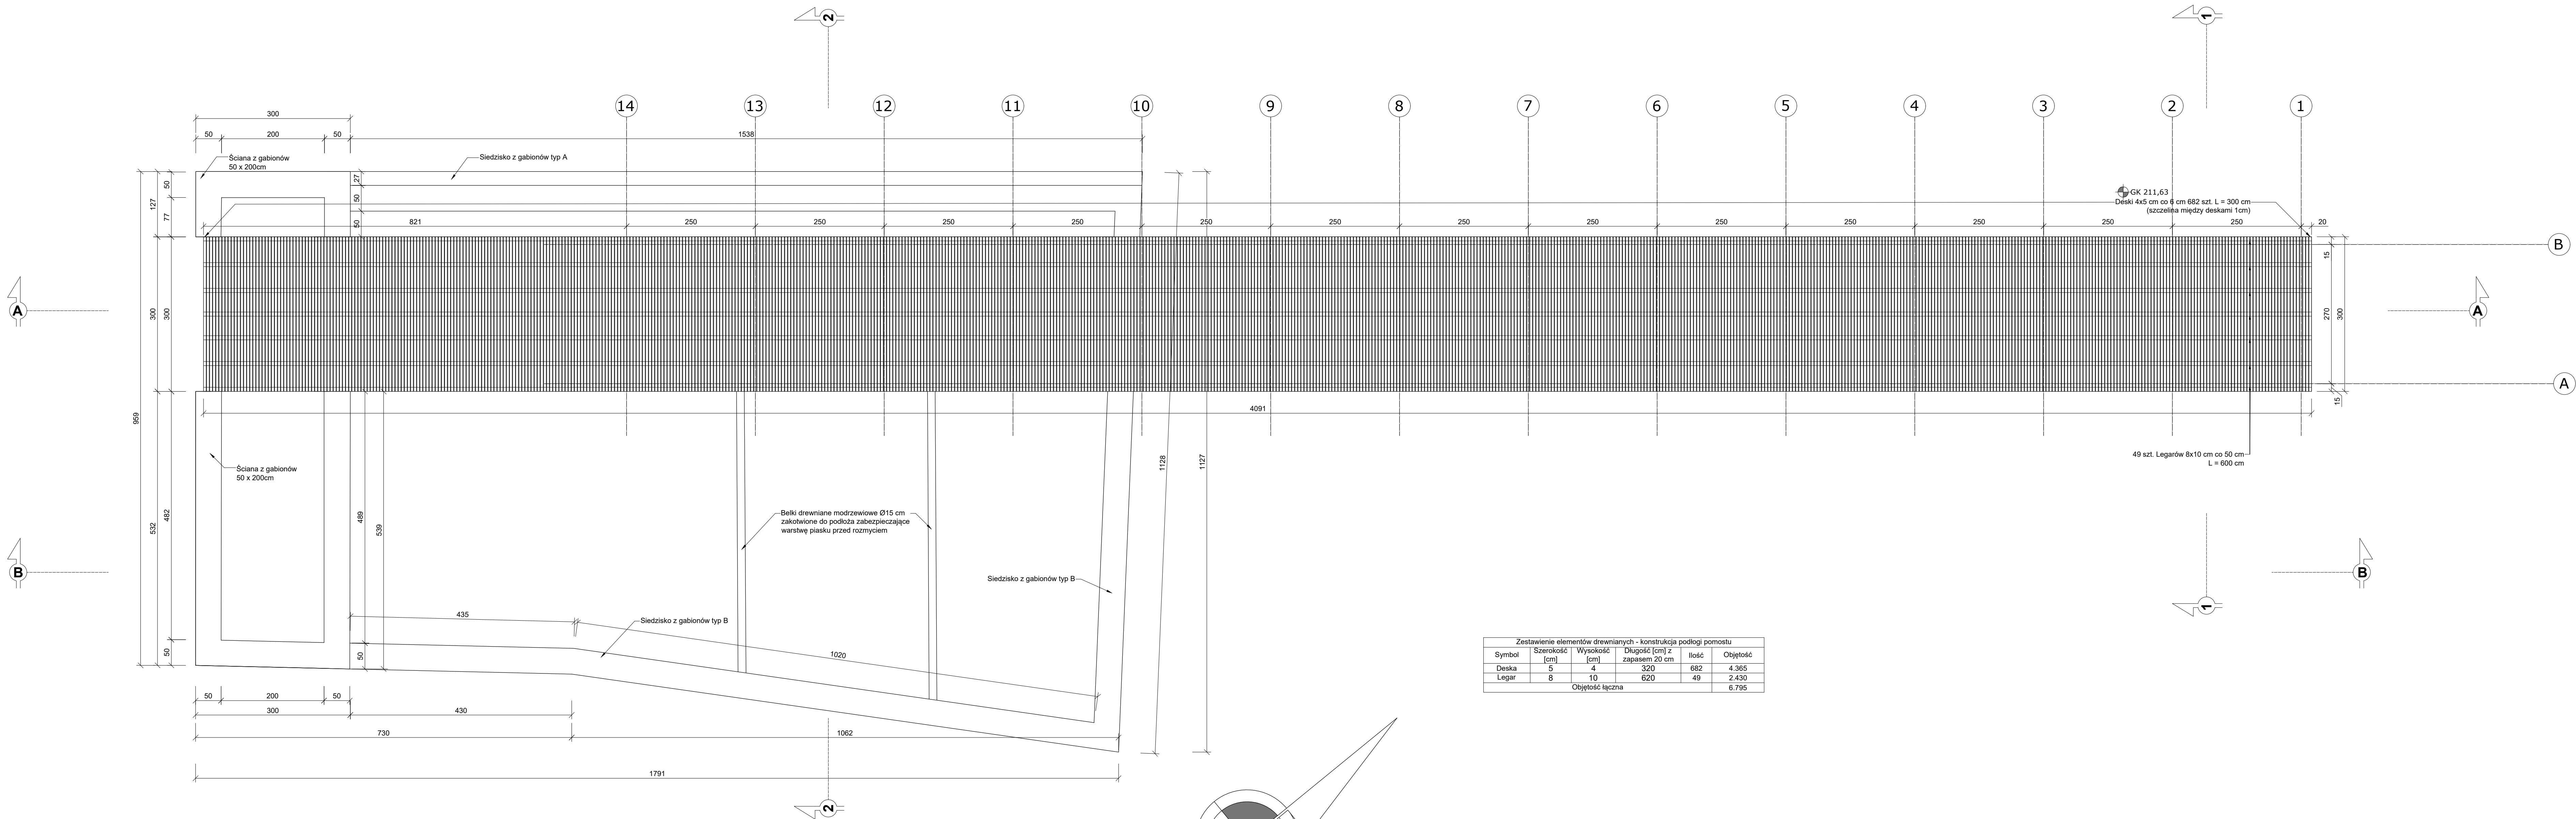 2
1
14
13
12
11
10
9
8
7
6
5
4
3
2
1
300
50
200
50
1538
Ściana z gabionów
50 x 200cm
Siedzisko z gabionów typ A
GK 211,63
Deski 4x5 cm co 6 cm 682 szt. L = 300 cm
(szczelina między deskami 1cm)
50
127
77
27
50
50
821
250
250
250
250
250
250
250
250
250
250
250
250
250
20
B
15
A
300
300
270
300
A
A
15
4091
959
Ściana z gabionów
50 x 200cm
532
482
489
539
1128
1127
49 szt. Legarów 8x10 cm co 50 cm
L = 600 cm
Belki drewniane modrzewiowe Ø15 cm
zakotwione do podłoża zabezpieczające
warstwę piasku przed rozmyciem
B
B
Siedzisko z gabionów typ B
435
Siedzisko z gabionów typ B
1
50
50
1020
Zestawienie elementów drewnianych - konstrukcja podłogi pomostu
Symbol Szerokość [cm] Wysokość [cm] Długość [cm] z zapasem 20 cm Ilość Objętość
Deska 5 4 320 682 4.365
Legar 8 10 620 49 2.430
Objętość łączna 6.795
50
200
50
300
430
730
1062
1791
2